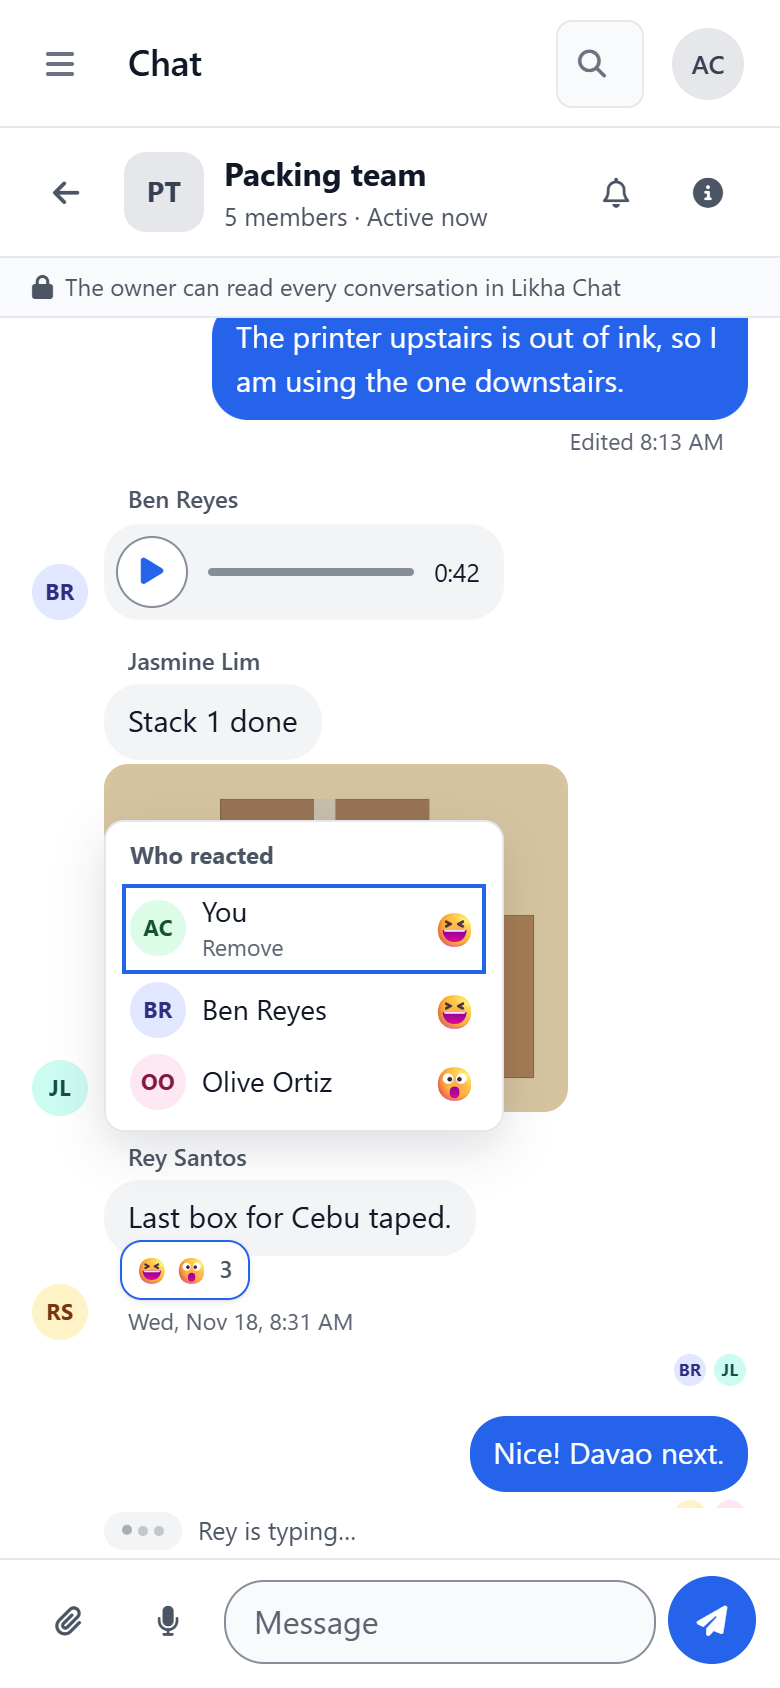 Chat
AC
PT
Packing team
5 members · Active now
The owner can read every conversation in Likha Chat
The printer upstairs is out of ink, so I
am using the one downstairs.
Edited 8:13 AM
Ben Reyes
BR
0:42
Jasmine Lim
Stack 1 done
Who reacted
AC
You
Remove
BR
Ben Reyes
OO
Olive Ortiz
JL
Rey Santos
Last box for Cebu taped.
3
RS
Wed, Nov 18, 8:31 AM
BR JL
Nice! Davao next.
Rey is typing...
Message